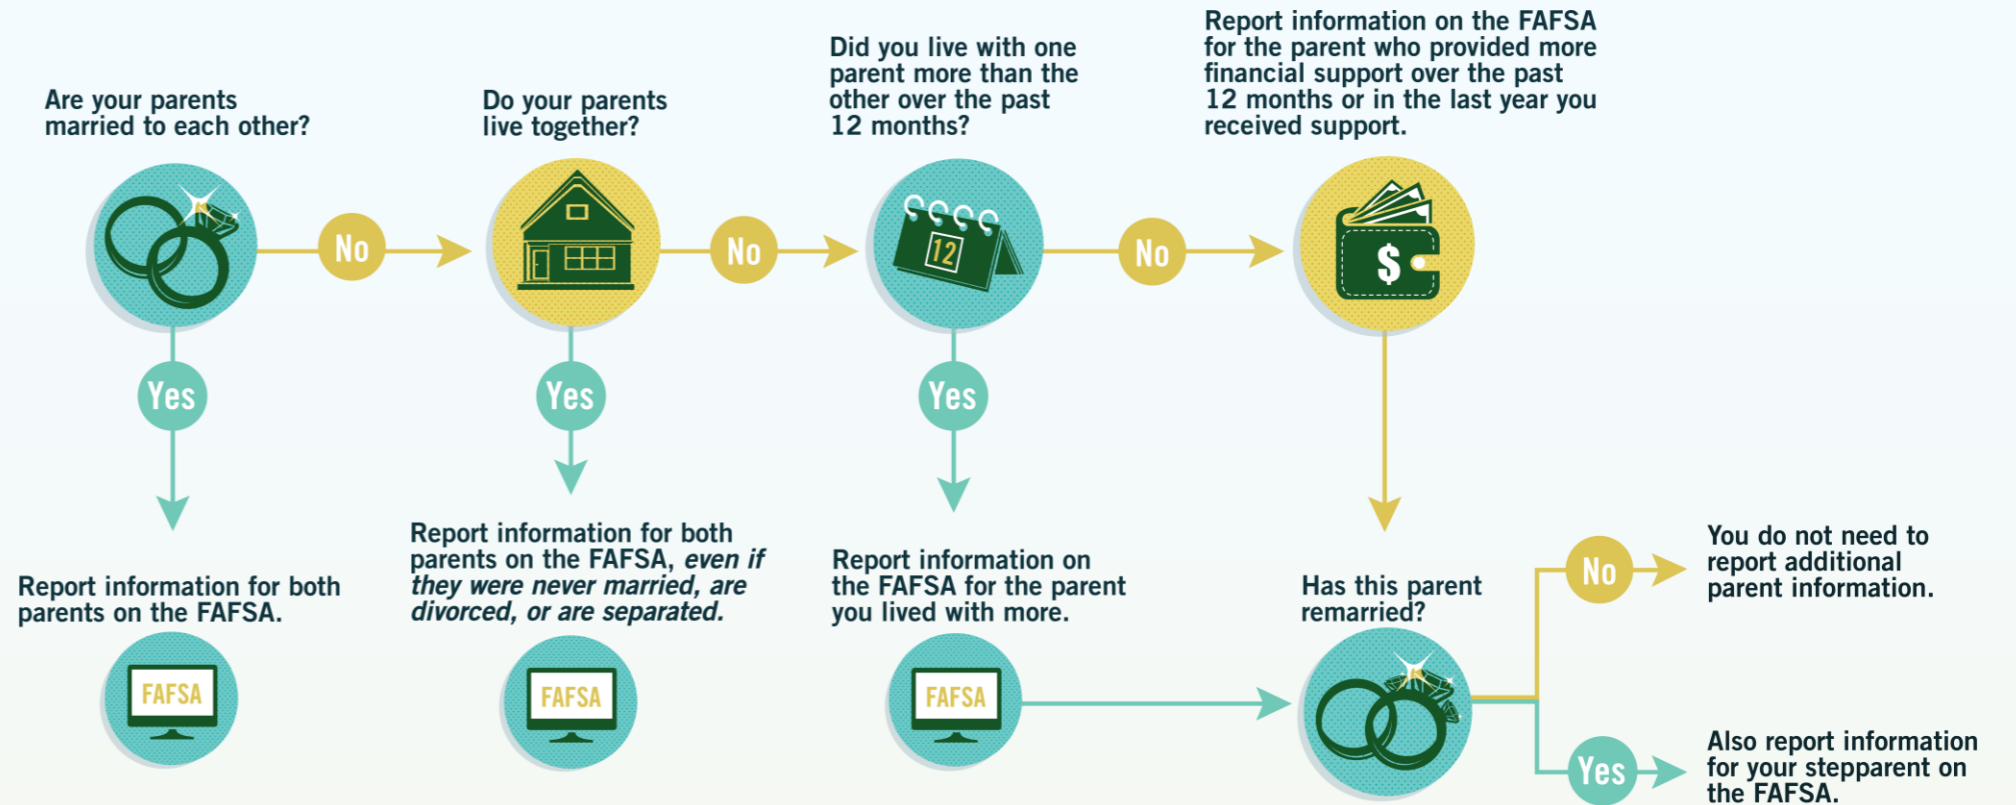 Are your parents
married to each other?
No
Yes
Report information for both
parents on the FAFSA.
FAFSA
Do your parents
live together?
No
Yes
Report information for both
parents on the FAFSA, even if
they were never married, are
divorced, or are separated.
FAFSA
Did you live with one
parent more than the
other over the past
12 months?
12
No
Yes
Report information on
the FAFSA for the parent
you lived with more.
FAFSA
Report information on the FAFSA
for the parent who provided more
financial support over the past
12 months or in the last year you
received support.
$
Has this parent
remarried?
No
You do not need to
report additional
parent information.
Yes
Also report information
for your stepparent on
the FAFSA.